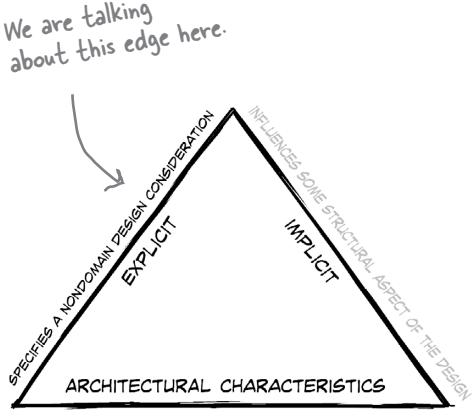 We are talking
about this edge here.
SPECIFIES A NONDOMAIN DESIGN CONSIDERATION
INFLUENCES SOME STRUCTURAL ASPECT OF THE DESIGN
EXPLICIT
IMPLICIT
ARCHITECTURAL CHARACTERISTICS